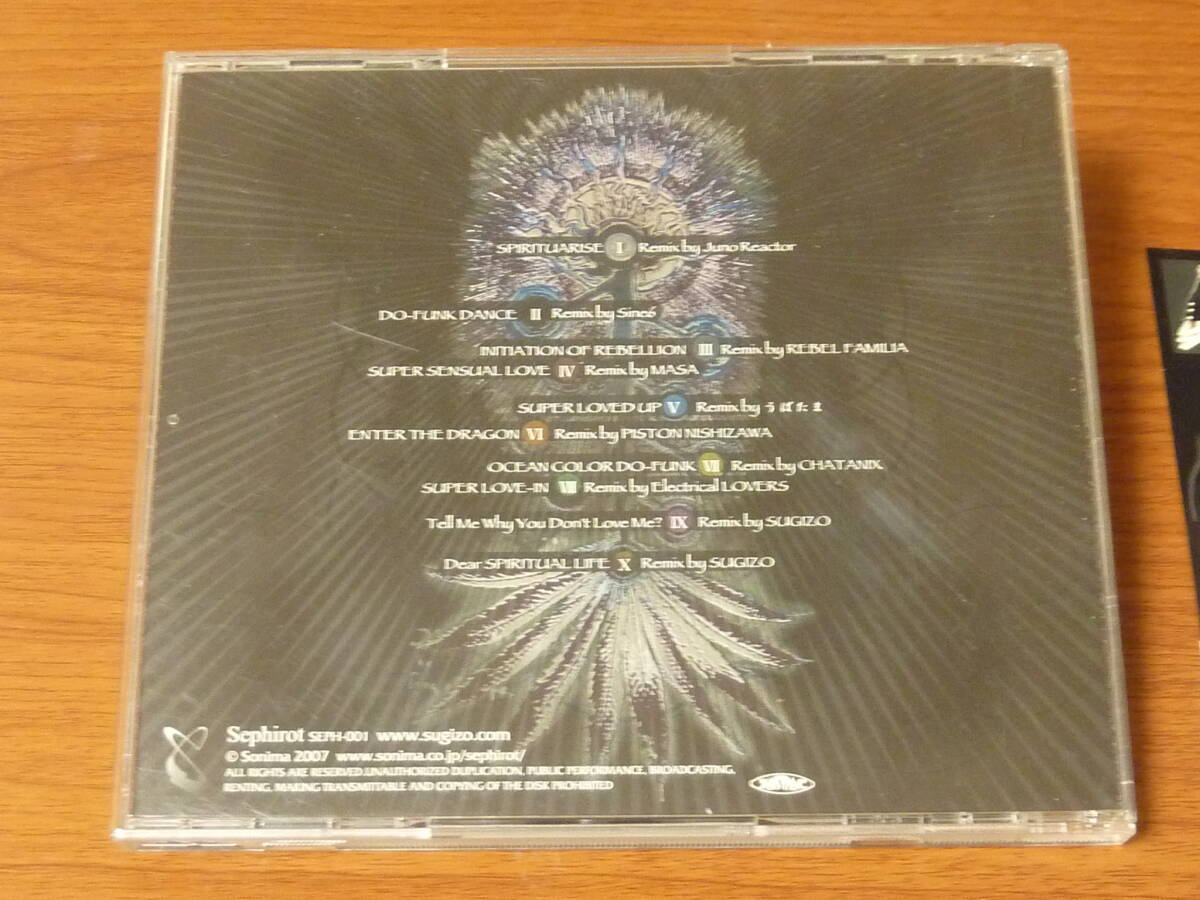 SPIRITUARISE I Remix by Juno Reactor
DO-FUNK DANCE II Remix by Sine6
INITIATION OF REBELLION III Remix by REBEL FAMILIA
SUPER SENSUAL LOVE IV Remix by MASA
SUPER LOVED UP V Remix by うばたま
ENTER THE DRAGON VI Remix by PISTON NISHIZAWA
OCEAN COLOR DO-FUNK VII Remix by CHATANIX
SUPER LOVE-IN VIII Remix by Electrical LOVERS
Tell Me Why You Don't Love Me? IX Remix by SUGIZO
Dear SPIRITUAL LIFE X Remix by SUGIZO
Sephirot SEPH-001 www.sugizo.com
© Sonima 2007 www.sonima.co.jp/sephirot/
ALL RIGHTS ARE RESERVED.UNAUTHORIZED DUPLICATION, PUBLIC PERFORMANCE, BROADCASTING,
RENTING, MAKING TRANSMITTABLE AND COPYING OF THE DISK PROHIBITED